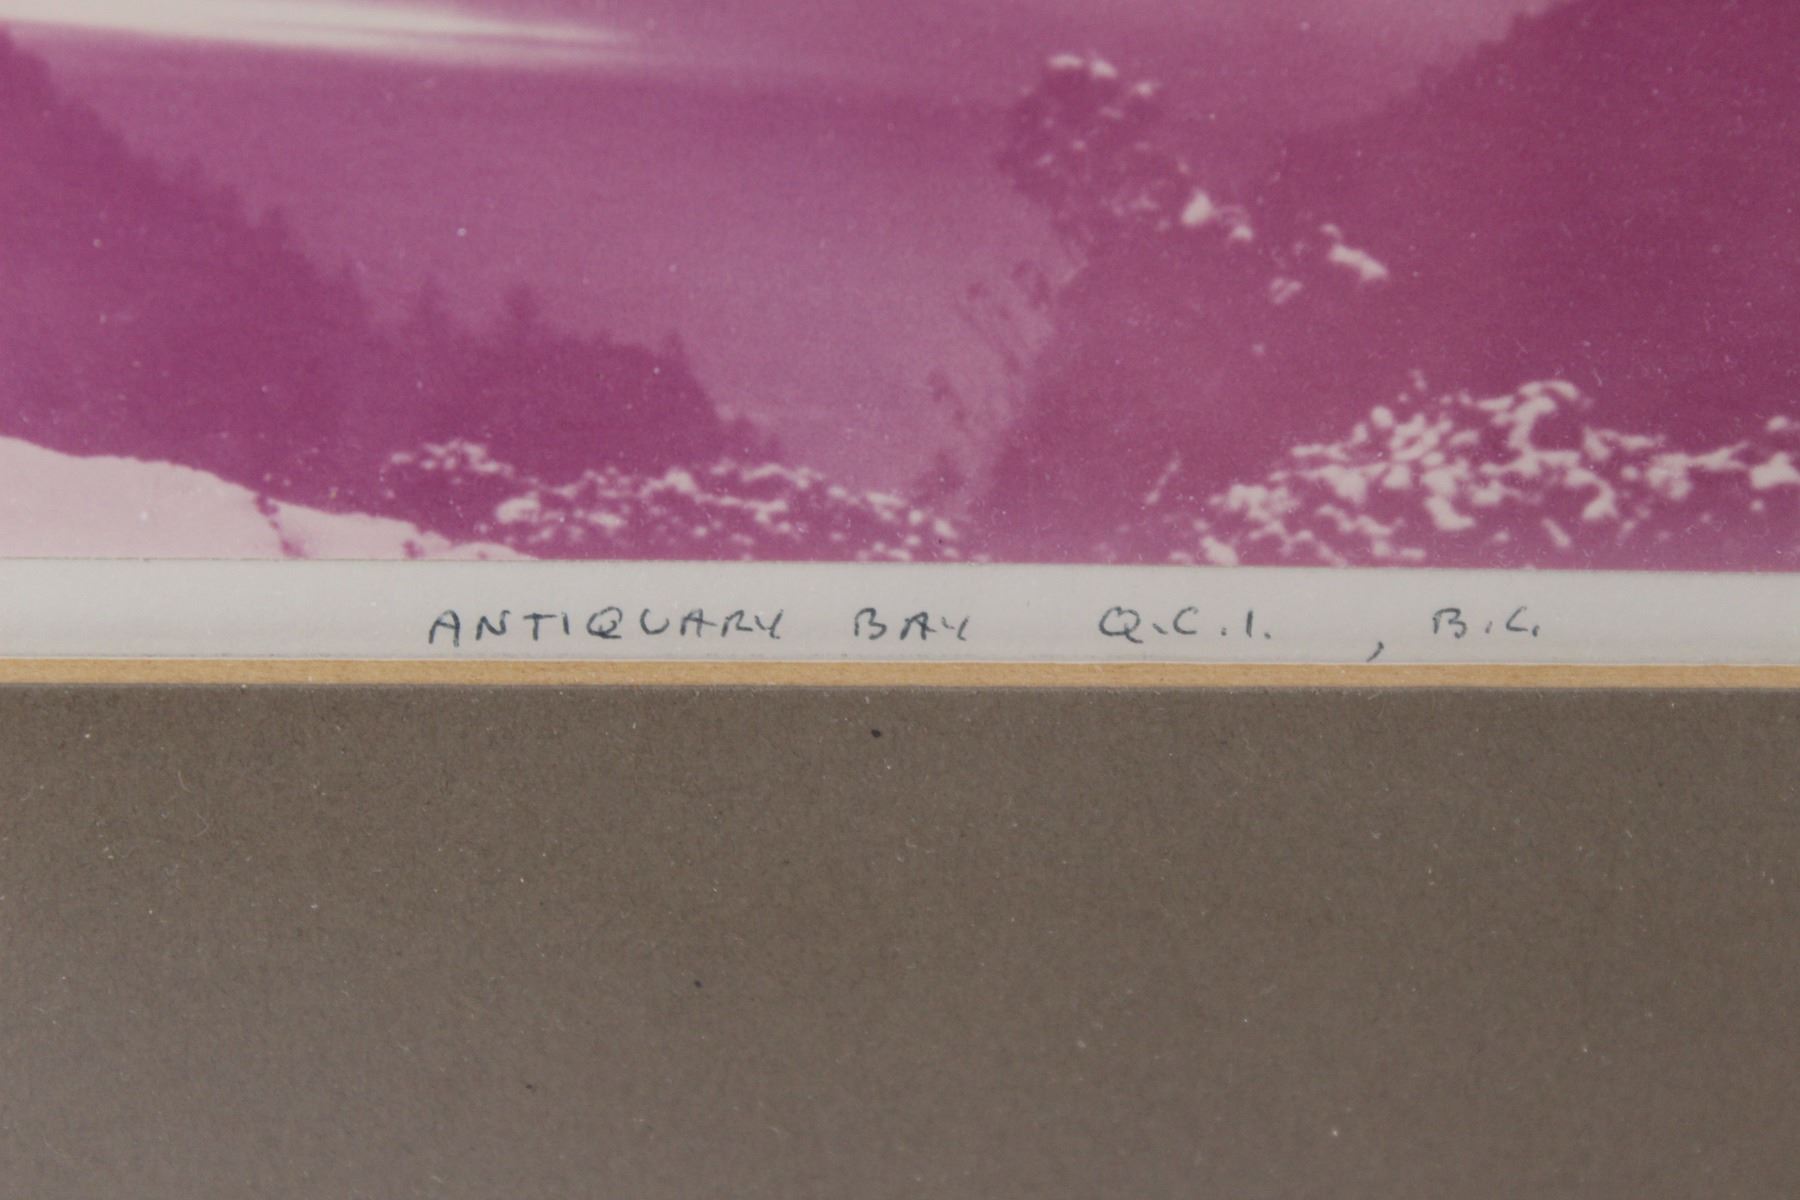 ANTIQUARY BAY Q.C.I. , B.C.